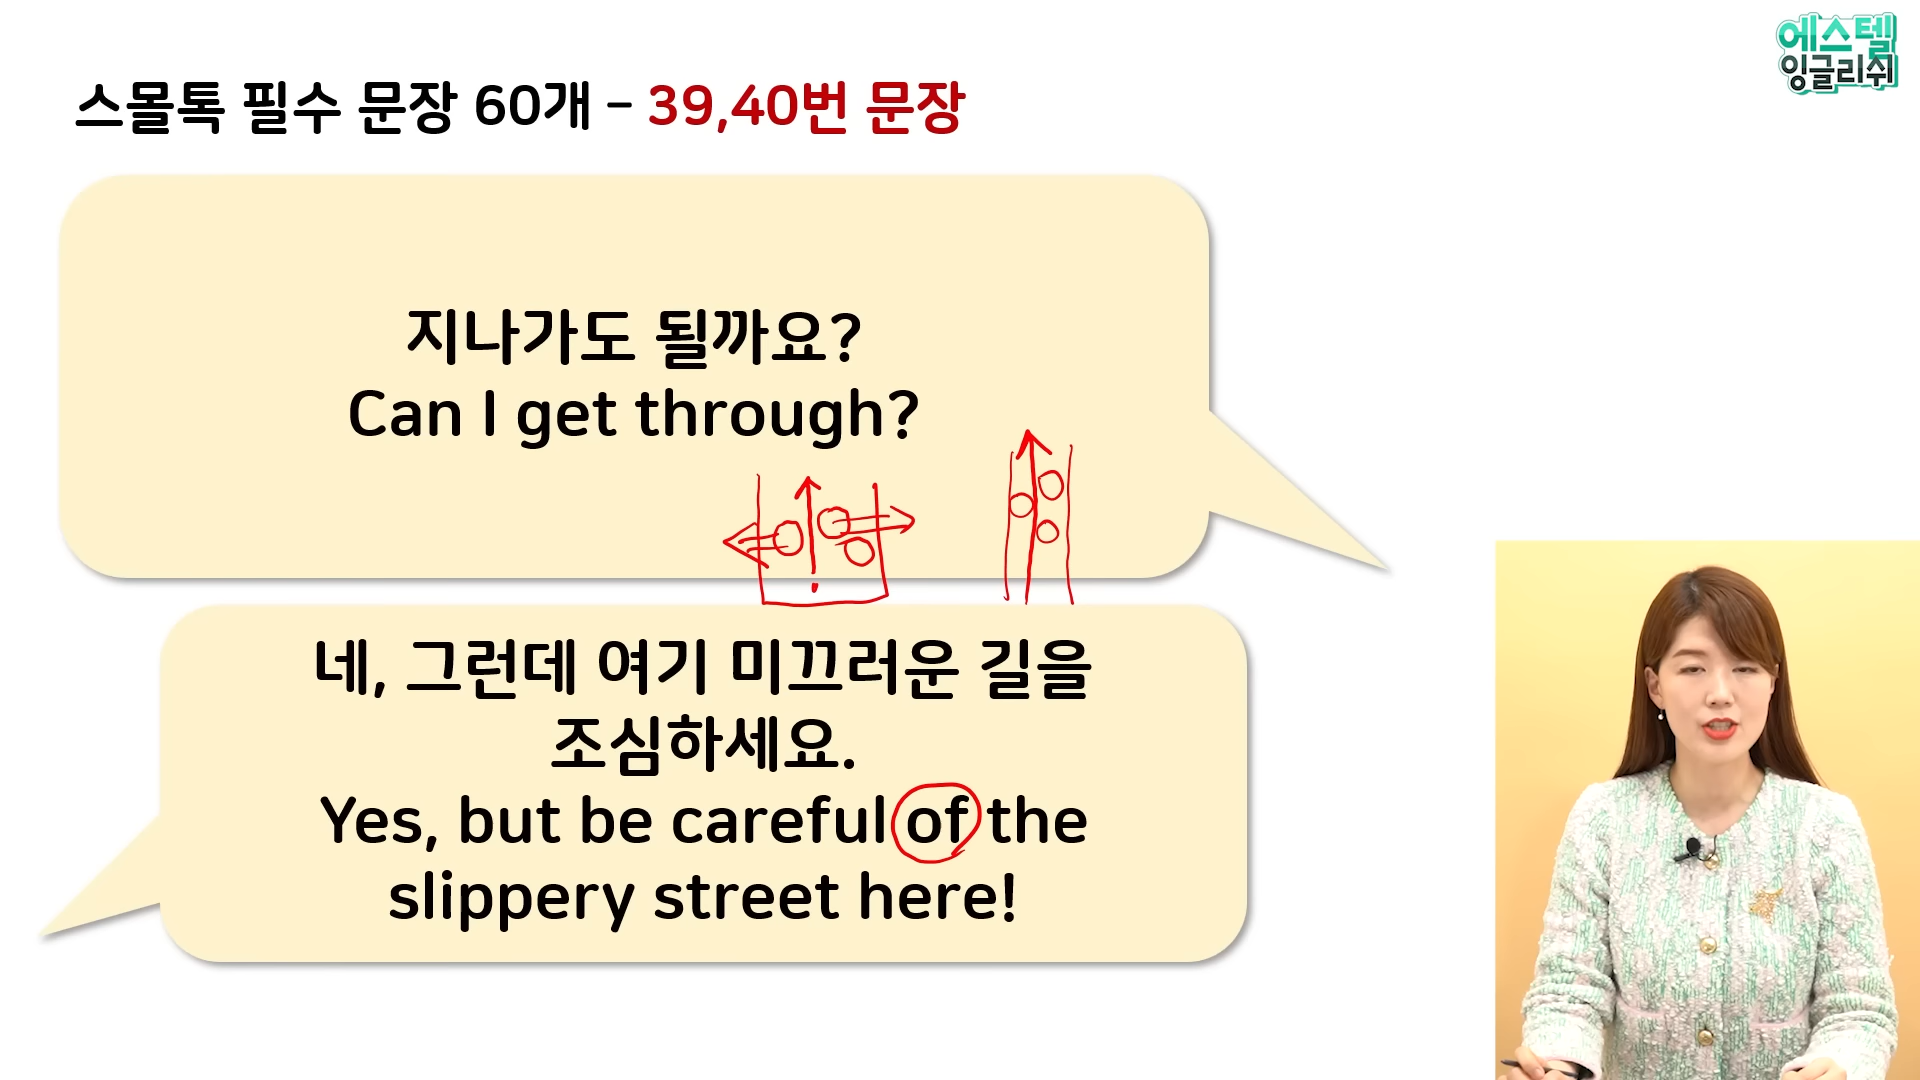 에스텔
잉글리쉬
스몰톡 필수 문장 60개 – 39,40번 문장
지나가도 될까요?
Can I get through?
네, 그런데 여기 미끄러운 길을
조심하세요.
Yes, but be careful of the
slippery street here!